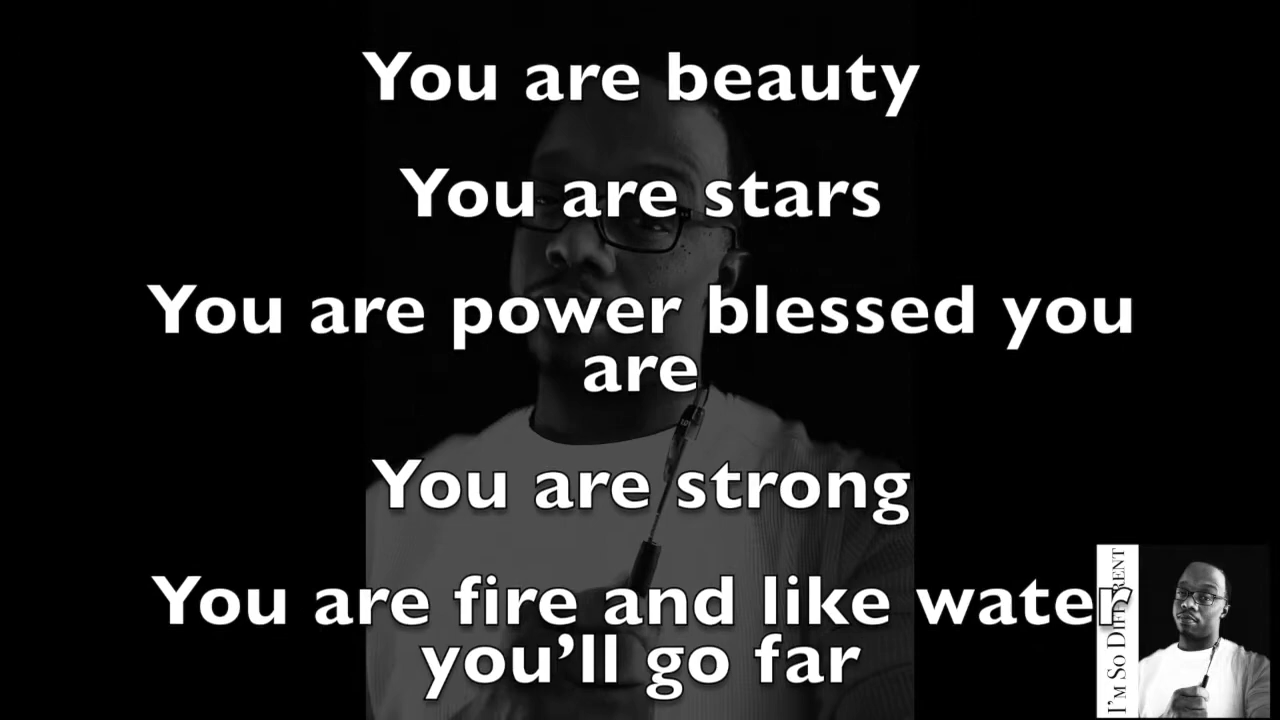 You are beauty
You are stars
You are power blessed you
are
You are strong
You are fire and like water
you’ll go far
I'M SO DIFFERENT